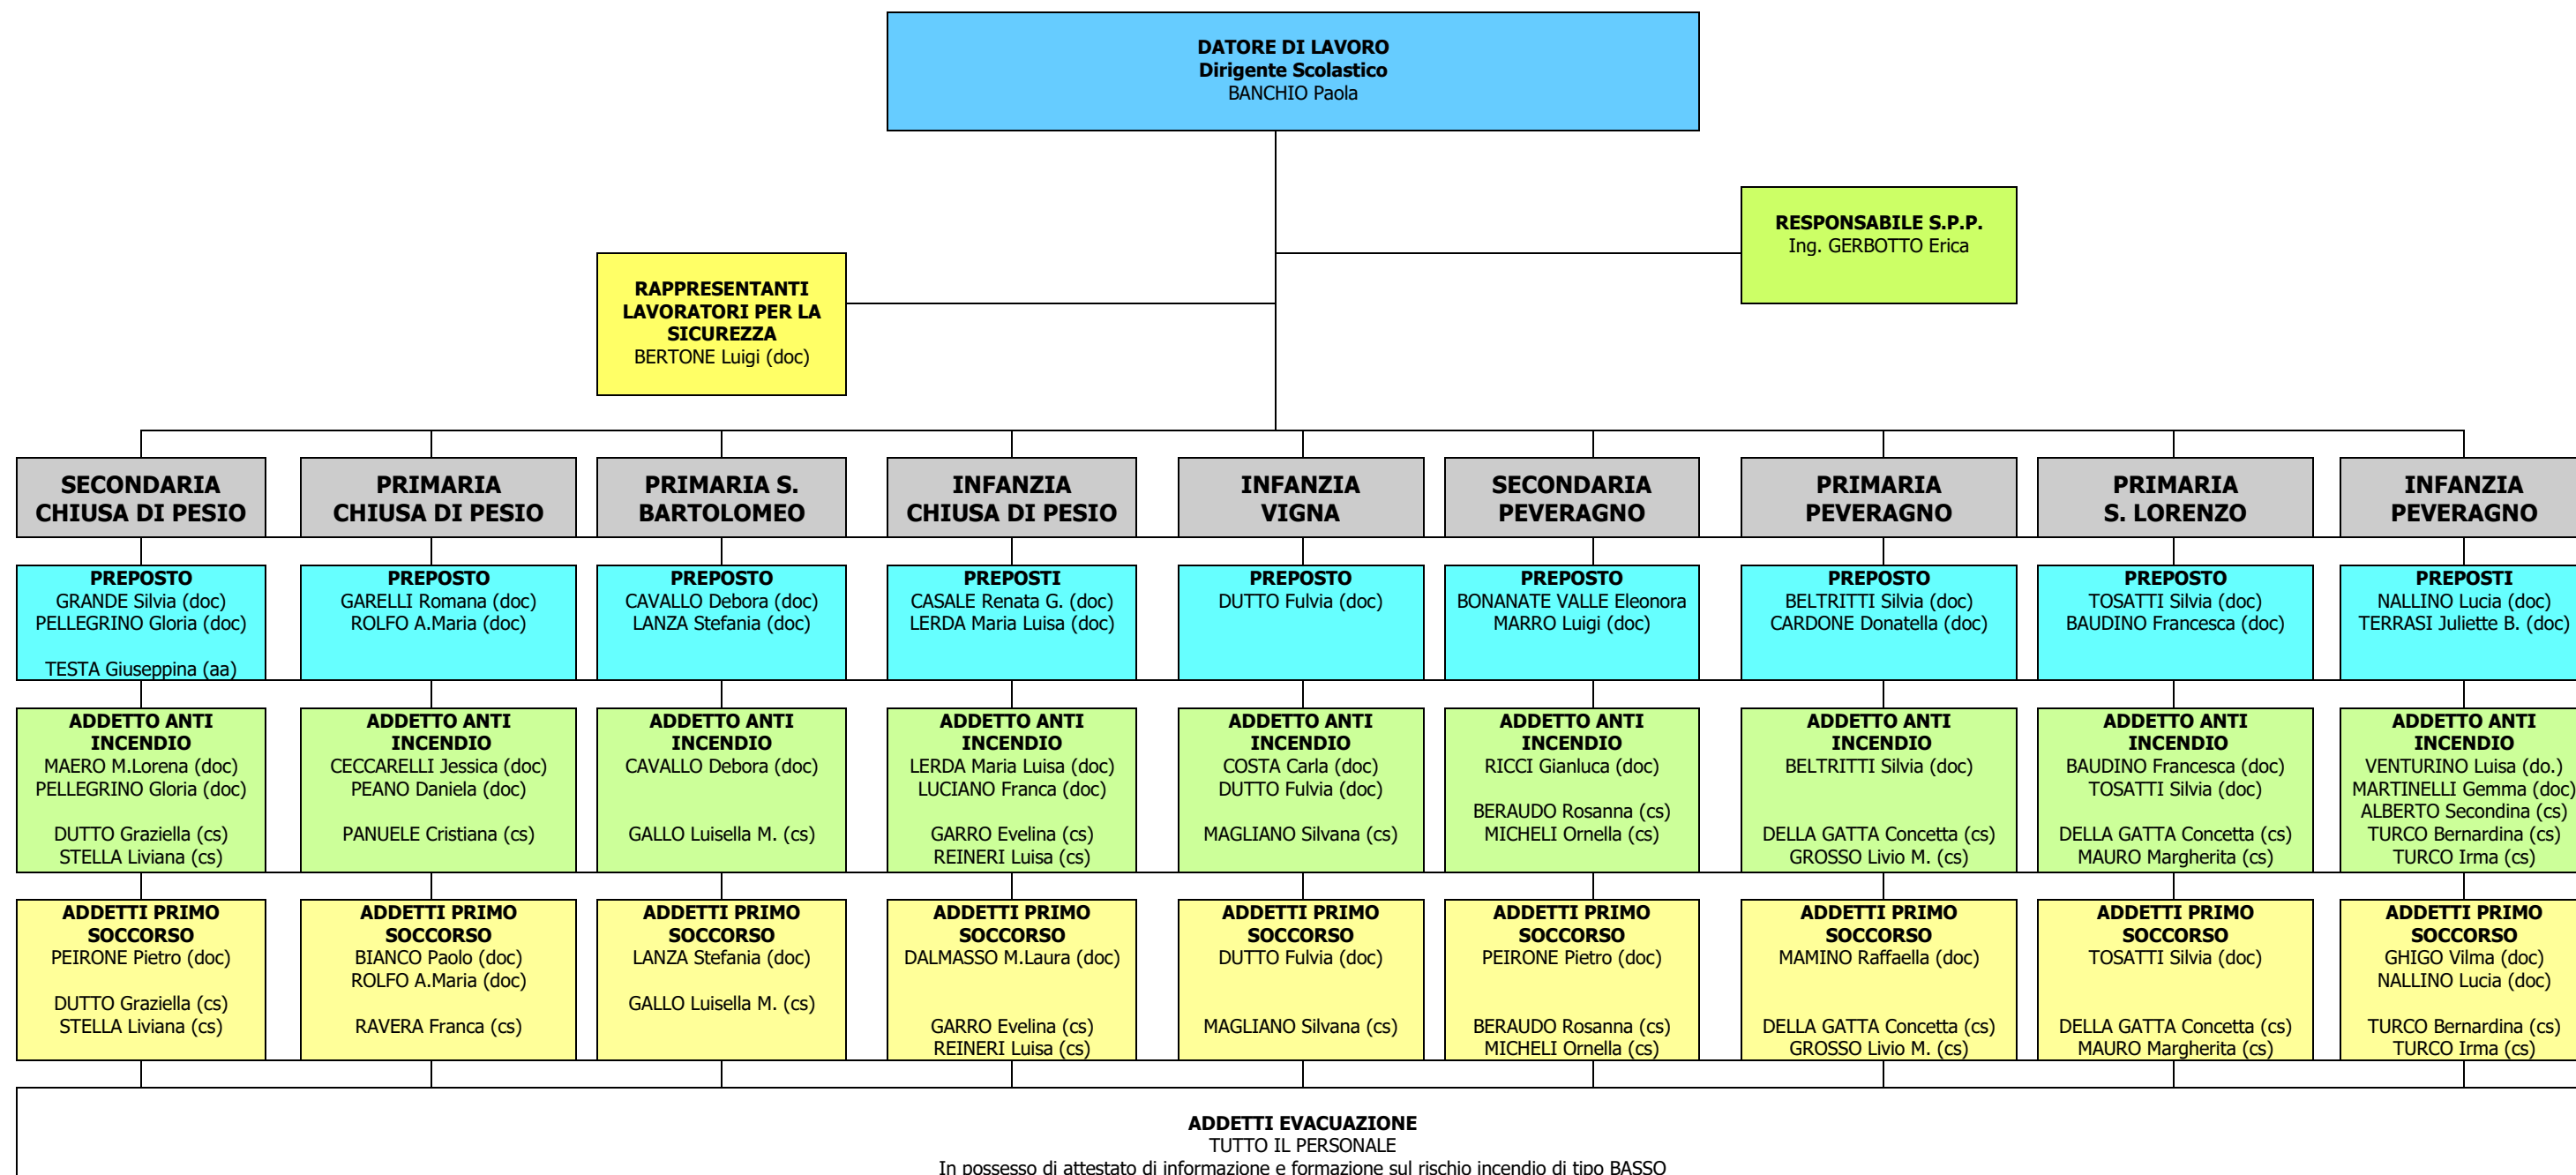 DATORE DI LAVORO
Dirigente Scolastico
BANCHIO Paola
RESPONSABILE S.P.P.
Ing. GERBOTTO Erica
RAPPRESENTANTI
LAVORATORI PER LA
SICUREZZA
BERTONE Luigi (doc)
SECONDARIA
CHIUSA DI PESIO
PREPOSTO
GRANDE Silvia (doc)
PELLEGRINO Gloria (doc)
TESTA Giuseppina (aa)
ADDETTO ANTI
INCENDIO
MAERO M.Lorena (doc)
PELLEGRINO Gloria (doc)
DUTTO Graziella (cs)
STELLA Liviana (cs)
ADDETTI PRIMO
SOCCORSO
PEIRONE Pietro (doc)
DUTTO Graziella (cs)
STELLA Liviana (cs)
PRIMARIA
CHIUSA DI PESIO
PREPOSTO
GARELLI Romana (doc)
ROLFO A.Maria (doc)
ADDETTO ANTI
INCENDIO
CECCARELLI Jessica (doc)
PEANO Daniela (doc)
PANUELE Cristiana (cs)
ADDETTI PRIMO
SOCCORSO
BIANCO Paolo (doc)
ROLFO A.Maria (doc)
RAVERA Franca (cs)
PRIMARIA S.
BARTOLOMEO
PREPOSTO
CAVALLO Debora (doc)
LANZA Stefania (doc)
ADDETTO ANTI
INCENDIO
CAVALLO Debora (doc)
GALLO Luisella M. (cs)
ADDETTI PRIMO
SOCCORSO
LANZA Stefania (doc)
GALLO Luisella M. (cs)
INFANZIA
CHIUSA DI PESIO
PREPOSTI
CASALE Renata G. (doc)
LERDA Maria Luisa (doc)
ADDETTO ANTI
INCENDIO
LERDA Maria Luisa (doc)
LUCIANO Franca (doc)
GARRO Evelina (cs)
REINERI Luisa (cs)
ADDETTI PRIMO
SOCCORSO
DALMASSO M.Laura (doc)
GARRO Evelina (cs)
REINERI Luisa (cs)
INFANZIA
VIGNA
PREPOSTO
DUTTO Fulvia (doc)
ADDETTO ANTI
INCENDIO
COSTA Carla (doc)
DUTTO Fulvia (doc)
MAGLIANO Silvana (cs)
ADDETTI PRIMO
SOCCORSO
DUTTO Fulvia (doc)
MAGLIANO Silvana (cs)
SECONDARIA
PEVERAGNO
PREPOSTO
BONANATE VALLE Eleonora
MARRO Luigi (doc)
ADDETTO ANTI
INCENDIO
RICCI Gianluca (doc)
BERAUDO Rosanna (cs)
MICHELI Ornella (cs)
ADDETTI PRIMO
SOCCORSO
PEIRONE Pietro (doc)
BERAUDO Rosanna (cs)
MICHELI Ornella (cs)
PRIMARIA
PEVERAGNO
PREPOSTO
BELTRITTI Silvia (doc)
CARDONE Donatella (doc)
ADDETTO ANTI
INCENDIO
BELTRITTI Silvia (doc)
DELLA GATTA Concetta (cs)
GROSSO Livio M. (cs)
ADDETTI PRIMO
SOCCORSO
MAMINO Raffaella (doc)
DELLA GATTA Concetta (cs)
GROSSO Livio M. (cs)
PRIMARIA
S. LORENZO
PREPOSTO
TOSATTI Silvia (doc)
BAUDINO Francesca (doc)
ADDETTO ANTI
INCENDIO
BAUDINO Francesca (doc)
TOSATTI Silvia (doc)
DELLA GATTA Concetta (cs)
MAURO Margherita (cs)
ADDETTI PRIMO
SOCCORSO
TOSATTI Silvia (doc)
DELLA GATTA Concetta (cs)
MAURO Margherita (cs)
INFANZIA
PEVERAGNO
PREPOSTI
NALLINO Lucia (doc)
TERRASI Juliette B. (doc)
ADDETTO ANTI
INCENDIO
VENTURINO Luisa (do.)
MARTINELLI Gemma (doc)
ALBERTO Secondina (cs)
TURCO Bernardina (cs)
TURCO Irma (cs)
ADDETTI PRIMO
SOCCORSO
GHIGO Vilma (doc)
NALLINO Lucia (doc)
TURCO Bernardina (cs)
TURCO Irma (cs)
ADDETTI EVACUAZIONE
TUTTO IL PERSONALE
In possesso di attestato di informazione e formazione sul rischio incendio di tipo BASSO